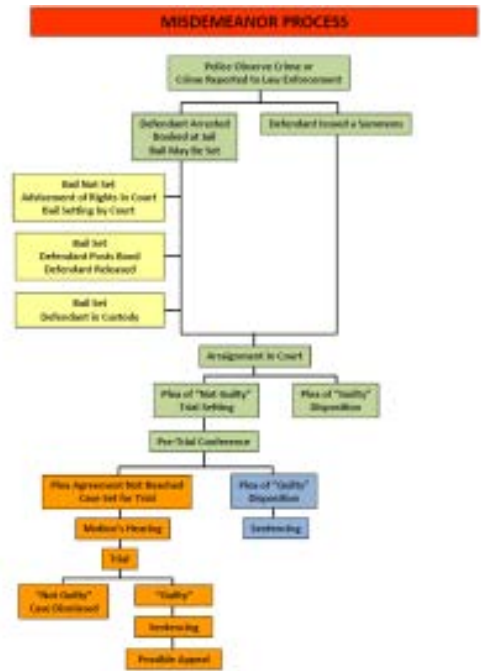 MISDEMEANOR PROCESS
Police Observe Crime or
Crime Reported to Law Enforcement
Defendant Arrested
Booked at Jail
Bail May Be Set
Defendant Issued a Summons
Bail Not Set
Advisement of Rights in Court
Bail Setting by Court
Bail Set
Defendant Posts Bond
Defendant Released
Bail Set
Defendant in Custody
Arraignment in Court
Plea of "Not Guilty"
Trial Setting
Plea of "Guilty"
Disposition
Pre-Trial Conference
Plea Agreement Not Reached
Case Set for Trial
Plea of "Guilty"
Disposition
Motion's Hearing
Sentencing
Trial
"Not Guilty"
Case Dismissed
"Guilty"
Sentencing
Possible Appeal